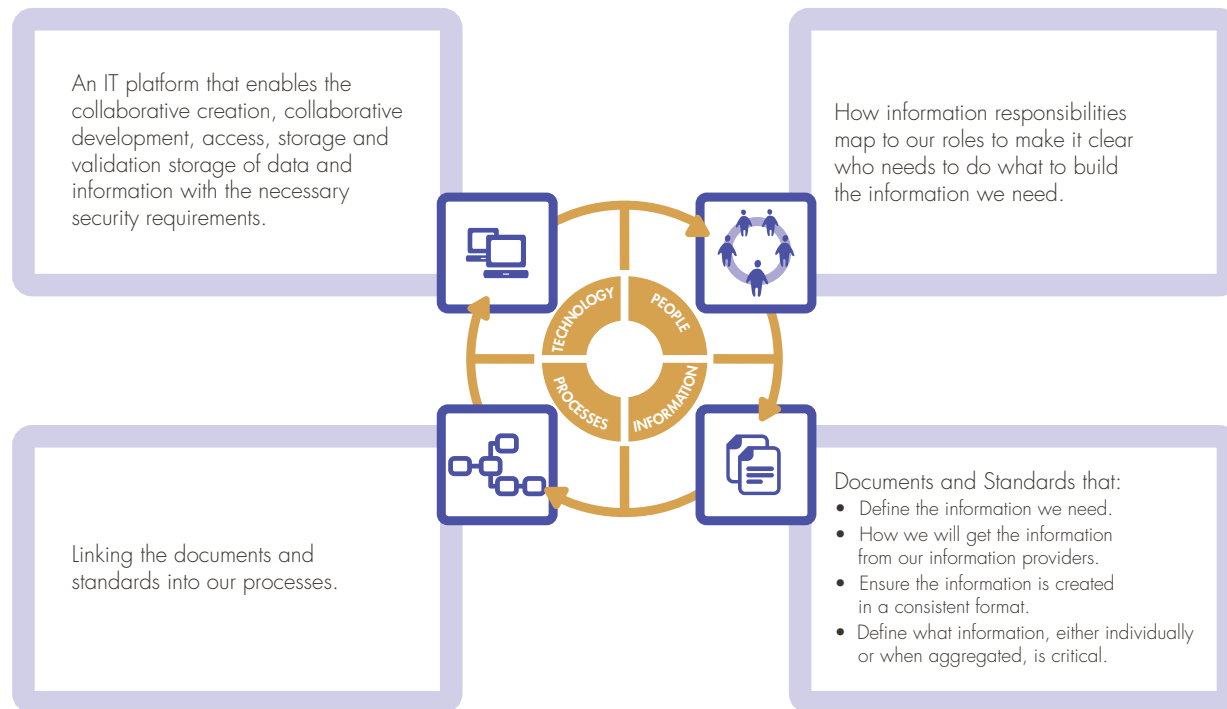 An IT platform that enables the
collaborative creation, collaborative
development, access, storage and
validation storage of data and
information with the necessary
security requirements.
How information responsibilities
map to our roles to make it clear
who needs to do what to build
the information we need.
TECHNOLOGY
PEOPLE
PROCESSES
INFORMATION
Linking the documents and
standards into our processes.
Documents and Standards that:
• Define the information we need.
• How we will get the information
from our information providers.
• Ensure the information is created
in a consistent format.
• Define what information, either individually
or when aggregated, is critical.